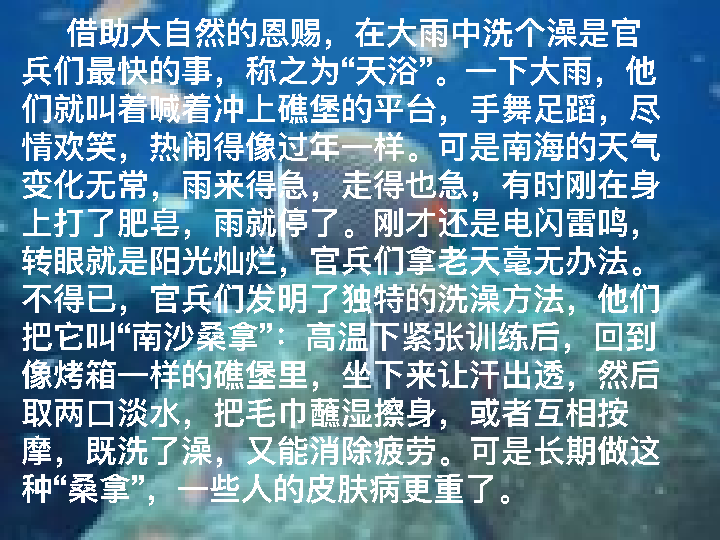 借助大自然的恩赐，在大雨中洗个澡是官
兵们最快的事，称之为“天浴”。一下大雨，他
们就叫着喊着冲上礁堡的平台，手舞足蹈，尽
情欢笑，热闹得像过年一样。可是南海的天气
变化无常，雨来得急，走得也急，有时刚在身
上打了肥皂，雨就停了。刚才还是电闪雷鸣，
转眼就是阳光灿烂，官兵们拿老天毫无办法。
不得已，官兵们发明了独特的洗澡方法，他们
把它叫“南沙桑拿”：高温下紧张训练后，回到
像烤箱一样的礁堡里，坐下来让汗出透，然后
取两口淡水，把毛巾蘸湿擦身，或者互相按
摩，既洗了澡，又能消除疲劳。可是长期做这
种“桑拿”，一些人的皮肤病更重了。